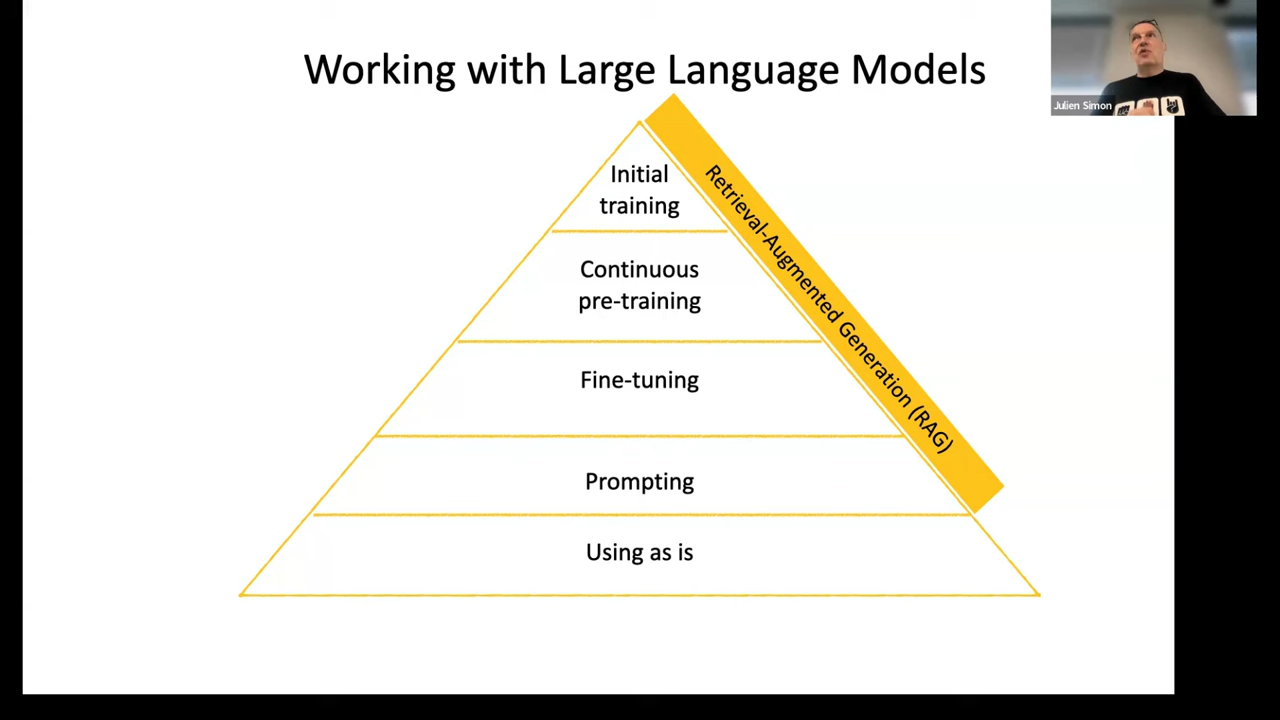 Working with Large Language Models
Julien Simon
Initial
training
Continuous
pre-training
Fine-tuning
Prompting
Using as is
Retrieval-Augmented Generation (RAG)